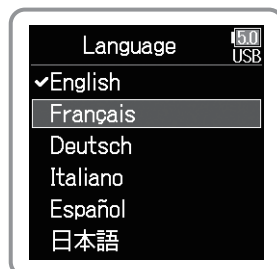 Language
5.0
USB
✔English
Français
Deutsch
Italiano
Español
日本語